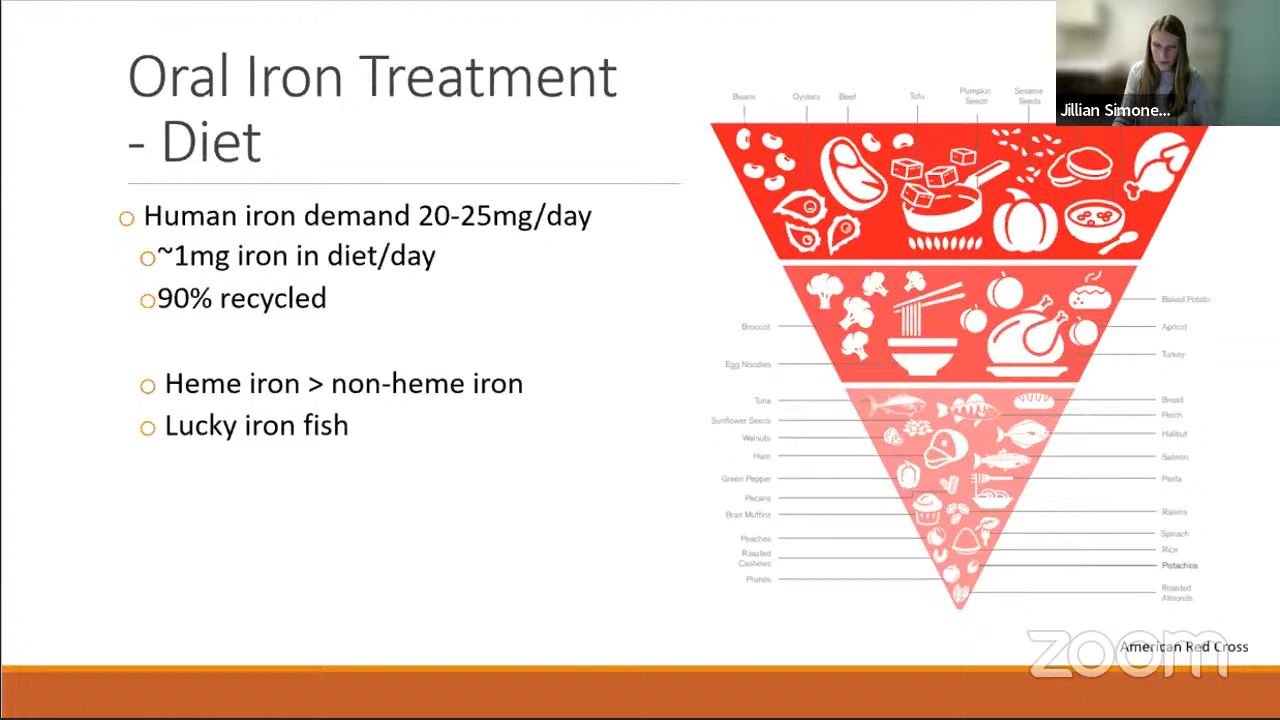 Oral Iron Treatment
- Diet
Human iron demand 20-25mg/day
~1mg iron in diet/day
90% recycled
Heme iron > non-heme iron
Lucky iron fish
Jillian Simone...
Beans
Oysters
Beef
Tofu
Pumpkin
Seeds
Sesame
Seeds
Broccoli
Egg Noodles
Baked Potato
Apricot
Turkey
Tuna
Sunflower Seeds
Walnuts
Ham
Green Pepper
Pecans
Bran Muffins
Peaches
Roasted
Cashews
Prunes
Bread
Perch
Halibut
Salmon
Pasta
Raisins
Spinach
Rice
Pistachios
Roasted
Almonds
American Red Cross
zoom